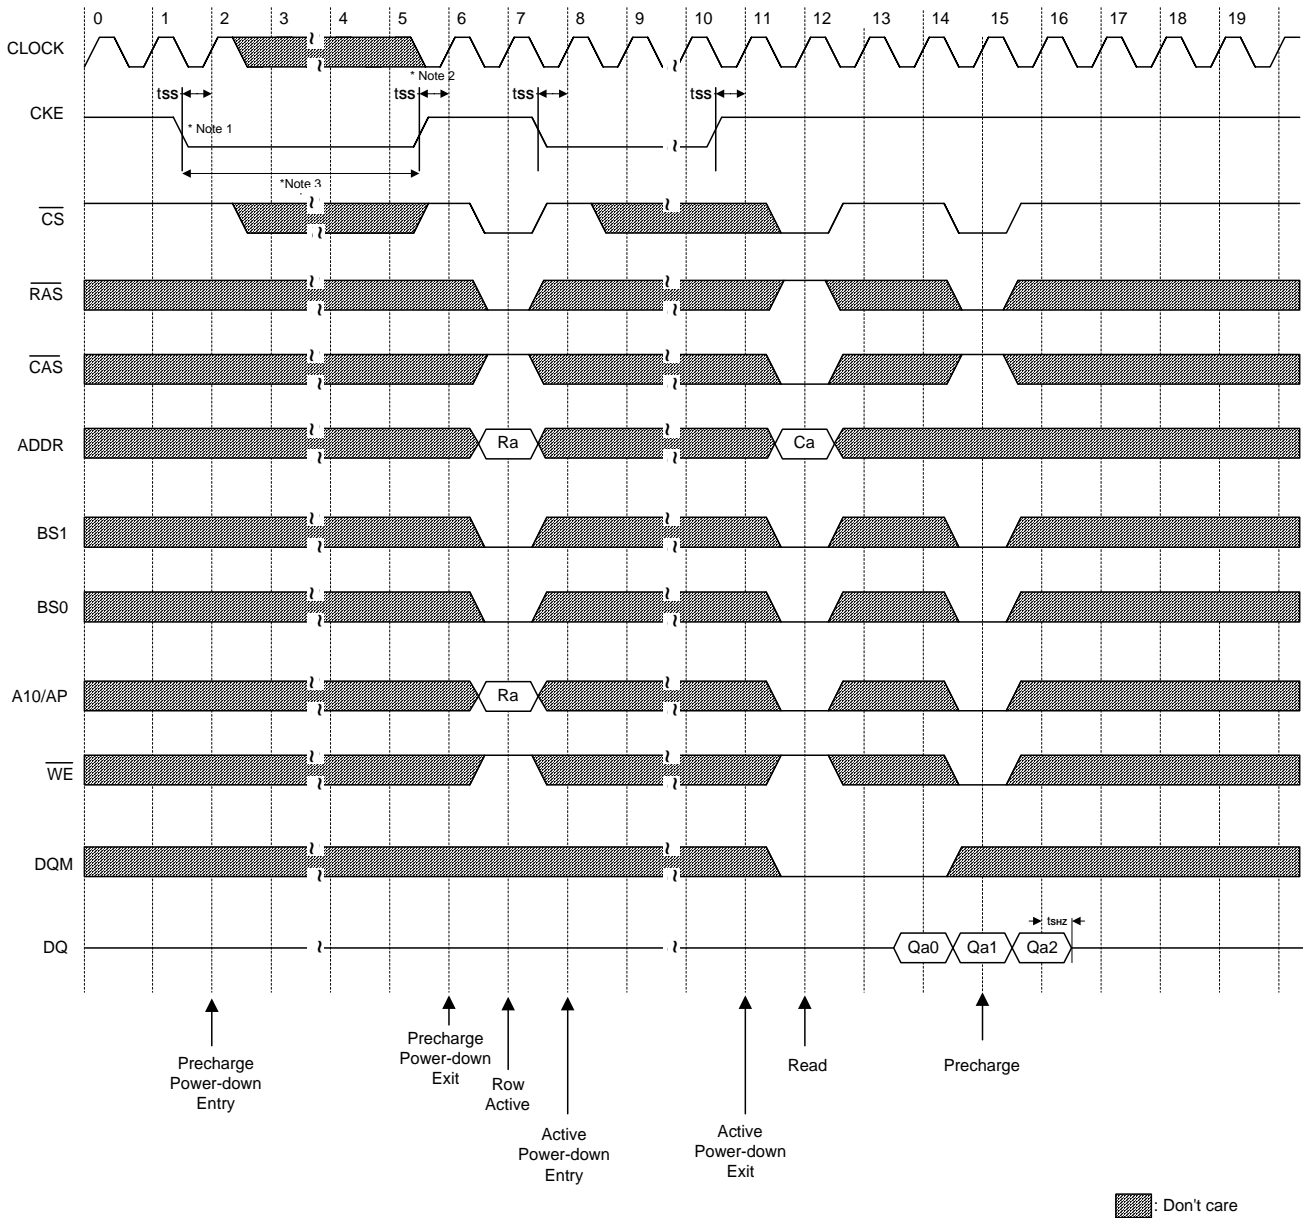 0 1 2 3 4 5 6 7 8 9 10 11 12 13 14 15 16 17 18 19
CLOCK
* Note 2
tss tss tss tss
CKE
* Note 1
*Note 3
CS
RAS
CAS
ADDR Ra Ca
BS1
BS0
A10/AP Ra
WE
DQM
tSHZ
DQ Qa0 Qa1 Qa2
Precharge
Power-down
Entry
Precharge
Power-down
Exit
Row
Active
Active
Power-down
Entry
Active
Power-down
Exit
Read
Precharge
: Don't care